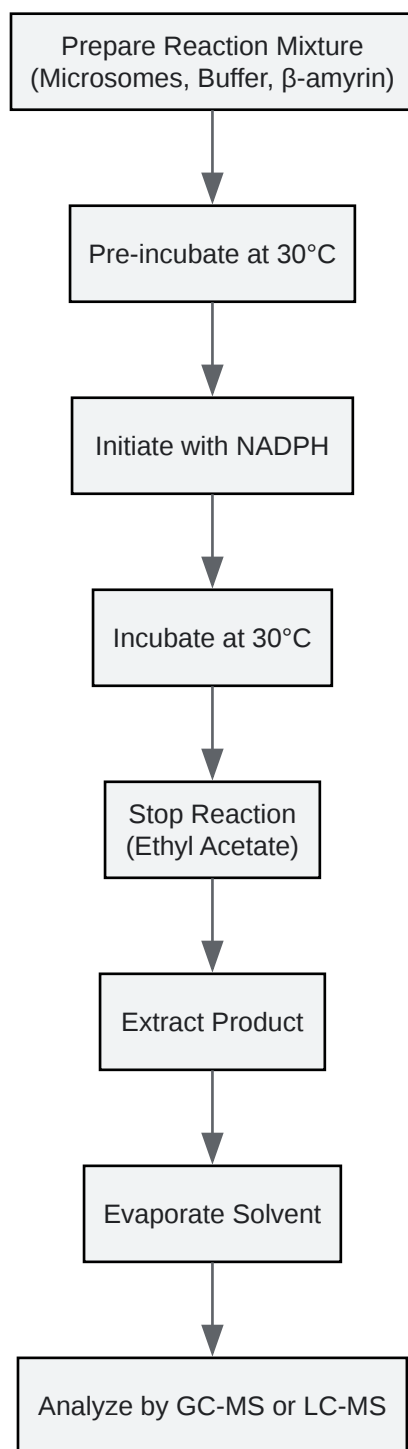 Prepare Reaction Mixture
(Microsomes, Buffer, β-amyrin)
Pre-incubate at 30°C
Initiate with NADPH
Incubate at 30°C
Stop Reaction
(Ethyl Acetate)
Extract Product
Evaporate Solvent
Analyze by GC-MS or LC-MS